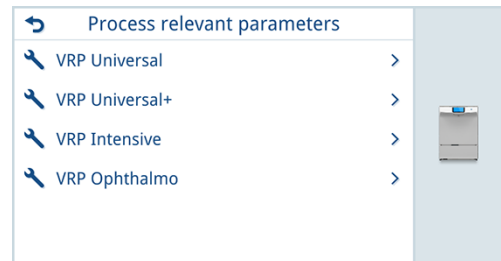 Process relevant parameters
VRP Universal
VRP Universal+
VRP Intensive
VRP Ophthalmo